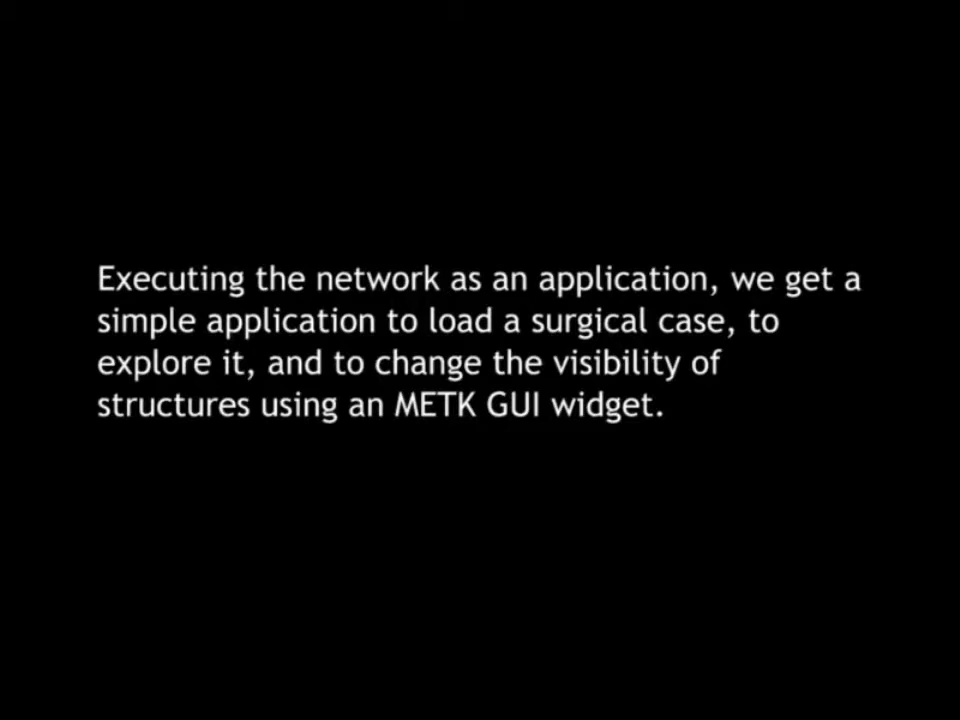 Executing the network as an application, we get a
simple application to load a surgical case, to
explore it, and to change the visibility of
structures using an METK GUI widget.